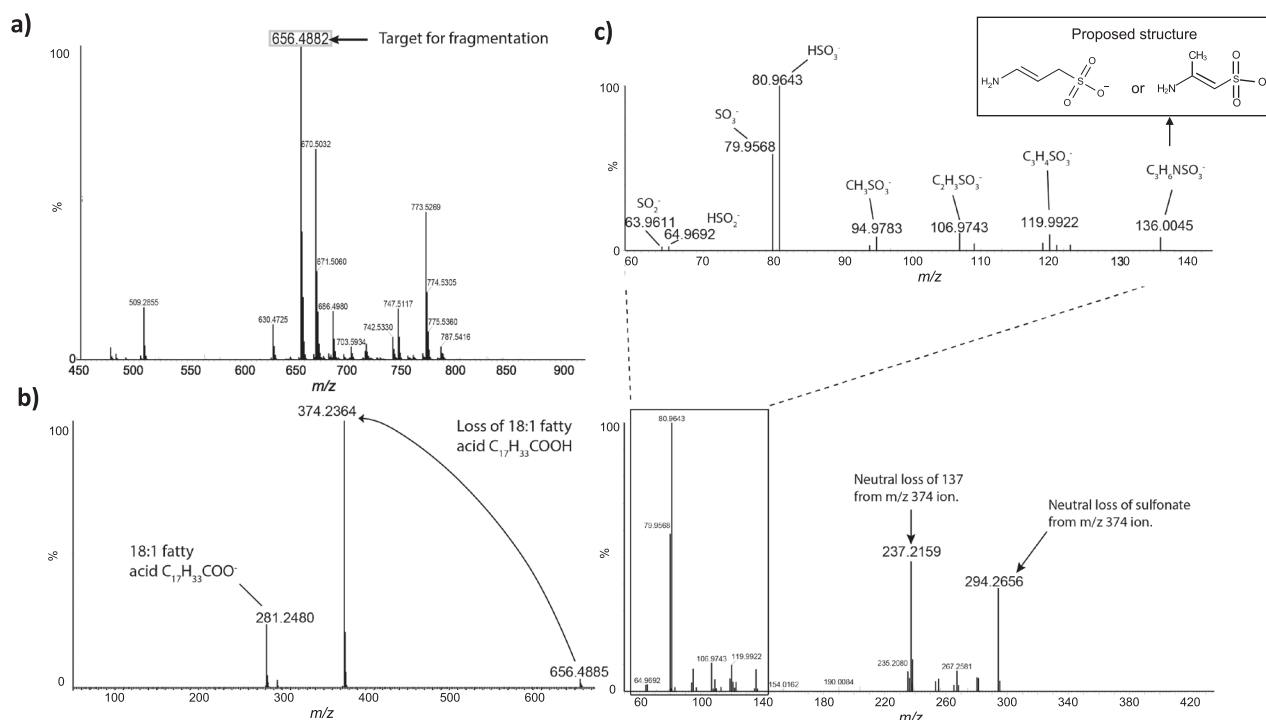 a)
100
%
0
656.4882
Target for fragmentation
670.5032
773.5269
671.5060
774.5305
509.2855
686.4980
747.5117
630.4725
742.5330
775.5360
703.5934
787.5416
450 500 550 600 650 700 750 800 850 900
m/z
b)
100
%
0
374.2364
Loss of 18:1 fatty
acid C17H33COOH
18:1 fatty
acid C17H33COO-
281.2480
656.4885
100 200 300 400 500 600
m/z
c)
Proposed structure
H2N
O
S
O
O-
or
CH3
H2N
O
S
O
O
100
%
0
HSO3-
80.9643
SO3-
79.9568
SO2-
63.9611
HSO2-
64.9692
CH3SO3-
94.9783
C2H3SO3-
106.9743
C3H4SO3-
119.9922
C3H6NSO3-
136.0045
60 70 80 90 100 110 120 130 140
m/z
100
%
0
80.9643
79.9568
64.9692
106.9743
119.9922
154.0162
190.0084
Neutral loss of 137
from m/z 374 ion.
237.2159
Neutral loss of sulfonate
from m/z 374 ion.
294.2656
235.2080
267.2581
60 100 140 180 220 260 300 340 380 420
m/z